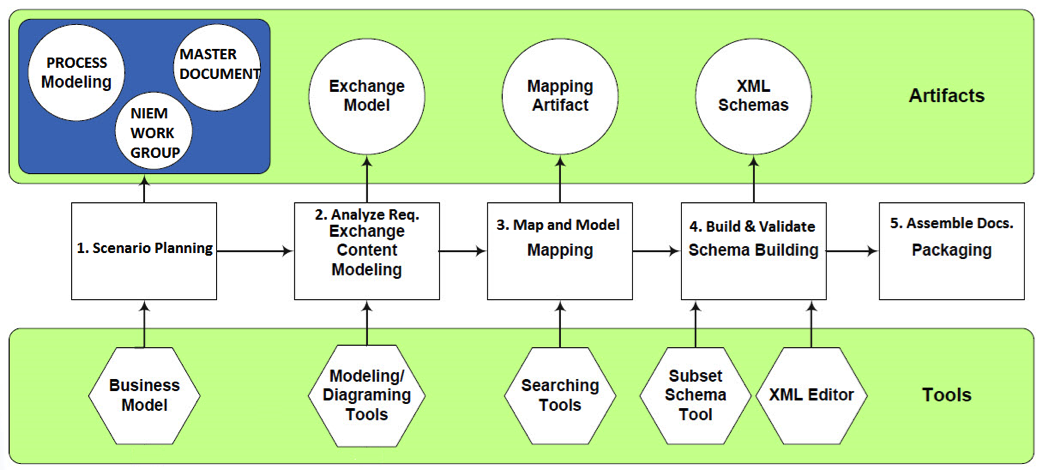 PROCESS
Modeling
MASTER
DOCUMENT
NIEM
WORK
GROUP
Exchange
Model
Mapping
Artifact
XML
Schemas
Artifacts
1. Scenario Planning
2. Analyze Req.
Exchange
Content
Modeling
3. Map and Model
Mapping
4. Build & Validate
Schema Building
5. Assemble Docs.
Packaging
Business
Model
Modeling/
Diagraming
Tools
Searching
Tools
Subset
Schema
Tool
XML Editor
Tools